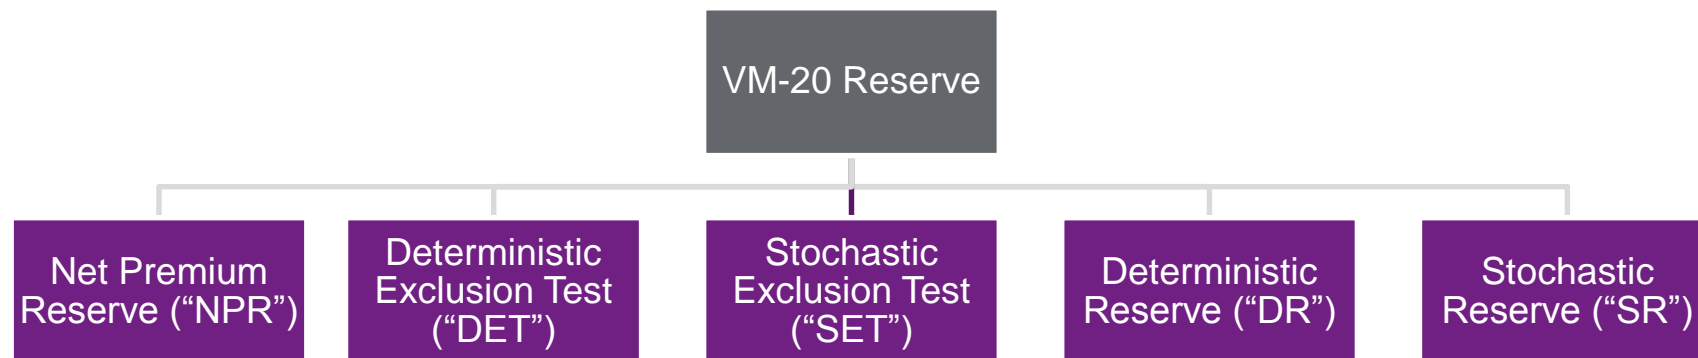 VM-20 Reserve
Net Premium
Reserve (“NPR”)
Deterministic
Exclusion Test
(“DET”)
Stochastic
Exclusion Test
(“SET”)
Deterministic
Reserve (“DR”)
Stochastic
Reserve (“SR”)